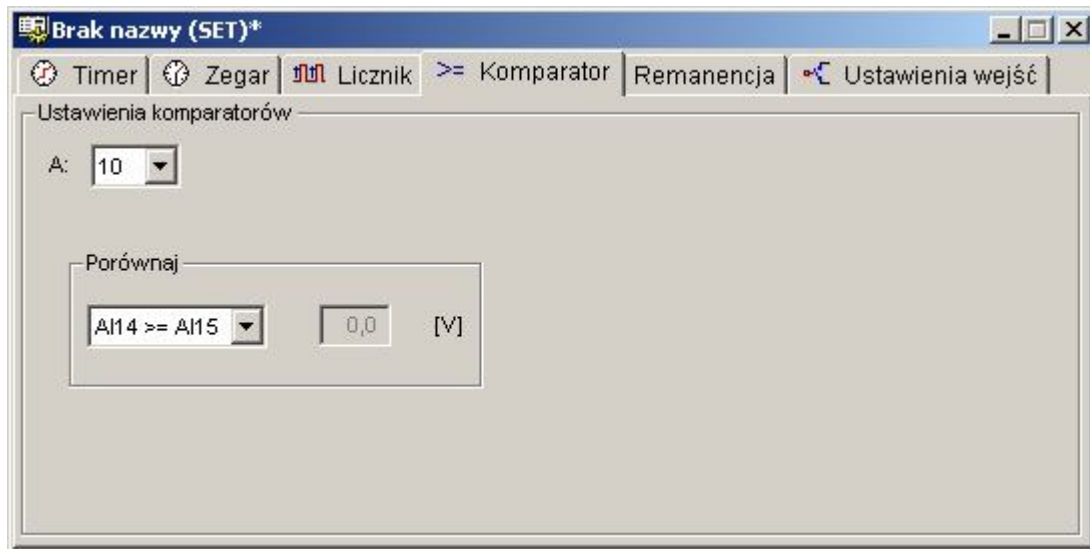 Brak nazwy (SET)*
Timer Zegar Licznik >= Komparator Remanencja Ustawienia wejść
Ustawienia komparatorów
A: 10
Porównaj
AI14 >= AI15 0,0 [V]